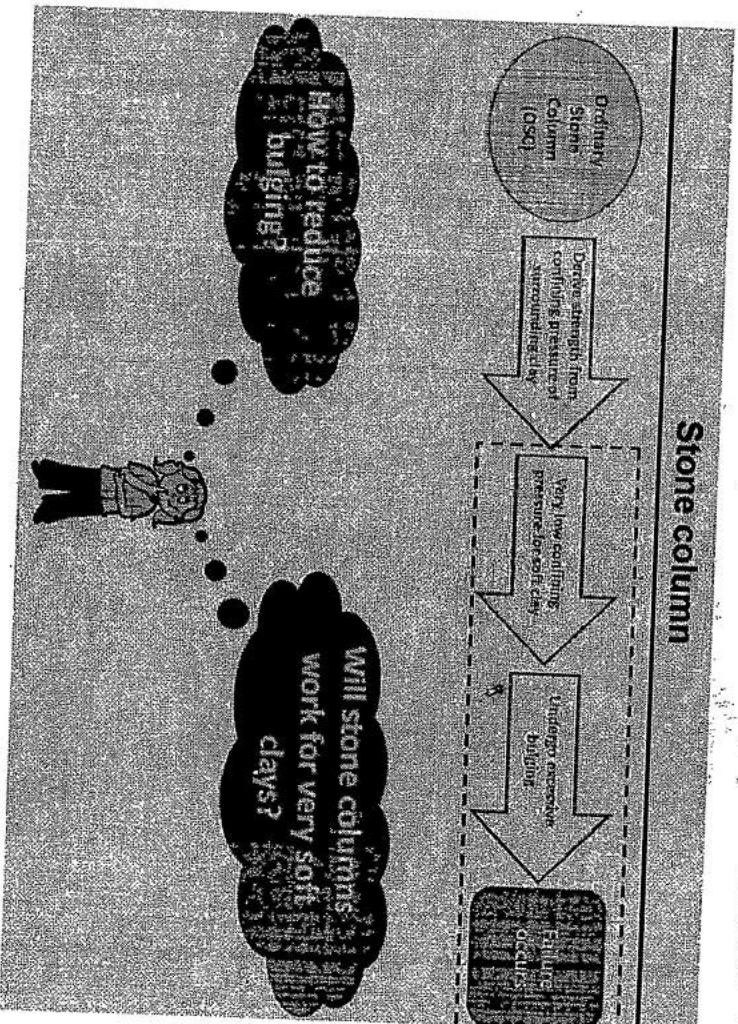 Stone column
Ordinary
Stone
Column
(OSC)
Derive strength from
confining pressure of
surrounding clay
Very low confining
pressure for soft clay
Undergo excessive
bulging
Failure
occurs
How to reduce
bulging?
Will stone columns
work for very soft
clays?